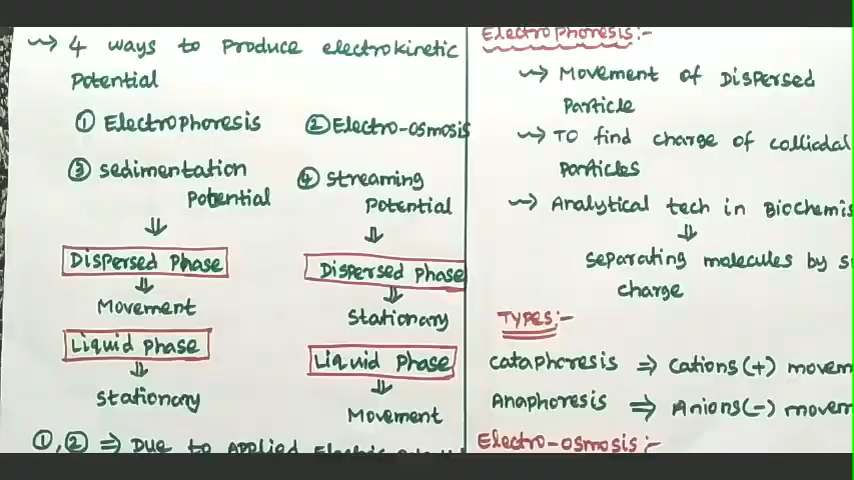 4 ways to produce electrokinetic
Potential
① Electrophoresis ② Electro-osmosis
③ sedimentation
Potential
④ streaming
Potential
⇓ ⇓
Dispersed Phase
⇓
Movement
Liquid phase
⇓
stationary
Dispersed phase
⇓
stationary
Liquid Phase
⇓
Movement
①,② ⇒ Due to Applied Electric
Electrophoresis:-
Movement of Dispersed
Particle
TO find charge of collidal
particles
Analytical tech in Biochemis
⇓
separating molecules by s
charge
TYPES:-
cataphoresis ⇒ cations(+) movem
Anaphoresis ⇒ Anions(-) movem
Electro-osmosis:-